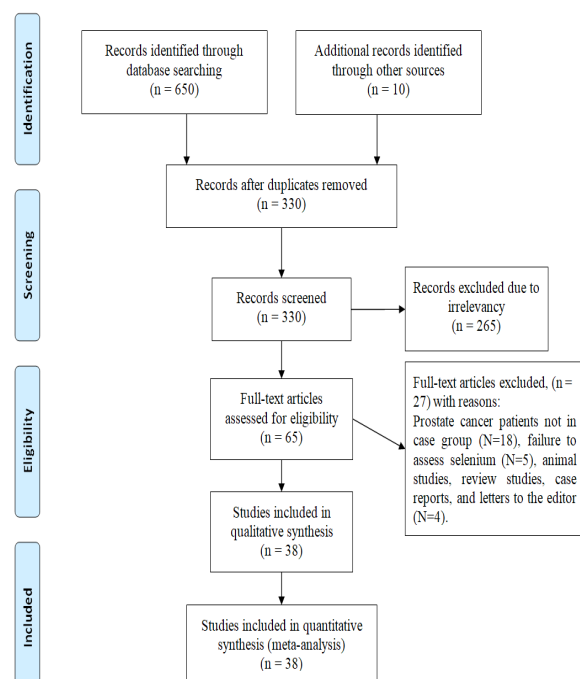 Identification
Records identified through
database searching
(n = 650)
Additional records identified
through other sources
(n = 10)
Records after duplicates removed
(n = 330)
Screening
Records screened
(n = 330)
Records excluded due to
irrelevancy
(n = 265)
Eligibility
Full-text articles
assessed for eligibility
(n = 65)
Full-text articles excluded, (n =
27) with reasons:
Prostate cancer patients not in
case group (N=18), failure to
assess selenium (N=5), animal
studies, review studies, case
reports, and letters to the editor
(N=4).
Studies included in
qualitative synthesis
(n = 38)
Included
Studies included in quantitative
synthesis (meta-analysis)
(n = 38)